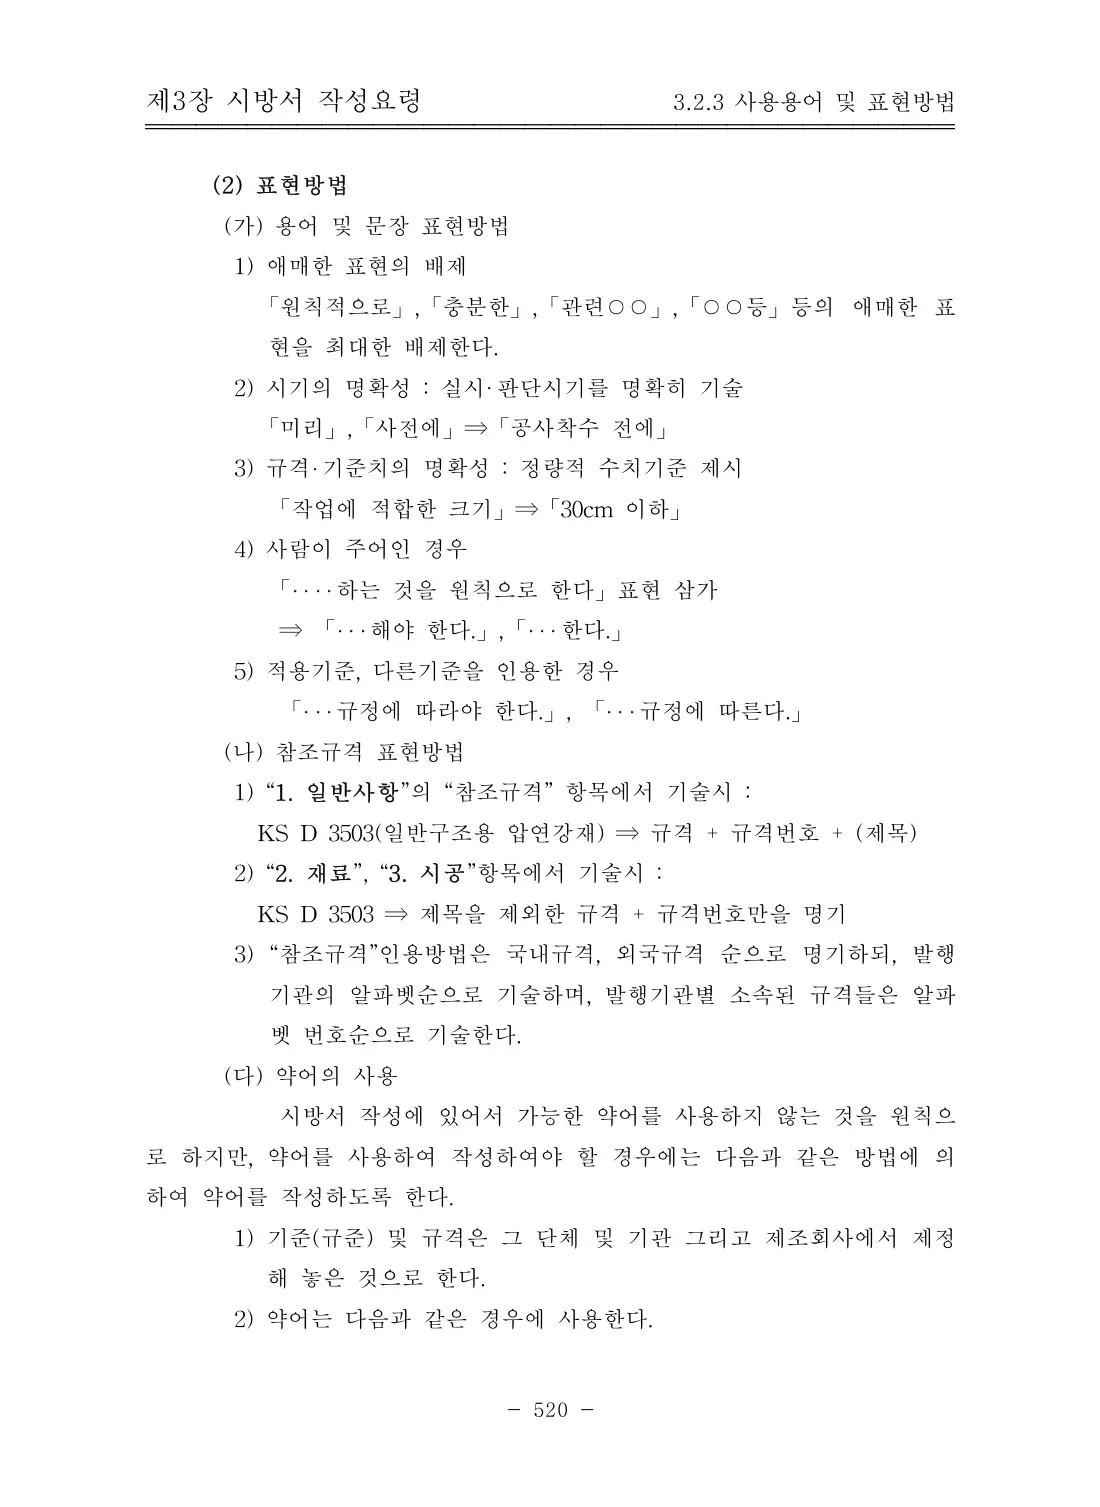 제3장 시방서 작성요령
3.2.3 사용용어 및 표현방법
(2) 표현방법
(가) 용어 및 문장 표현방법
1) 애매한 표현의 배제
「원칙적으로」,「충분한」,「관련○○」,「○○등」등의 애매한 표
현을 최대한 배제한다.
2) 시기의 명확성 : 실시·판단시기를 명확히 기술
「미리」,「사전에」⇒「공사착수 전에」
3) 규격·기준치의 명확성 : 정량적 수치기준 제시
「작업에 적합한 크기」⇒「30cm 이하」
4) 사람이 주어인 경우
「····하는 것을 원칙으로 한다」표현 삼가
⇒ 「···해야 한다.」,「···한다.」
5) 적용기준, 다른기준을 인용한 경우
「···규정에 따라야 한다.」, 「···규정에 따른다.」
(나) 참조규격 표현방법
1) “1. 일반사항”의 “참조규격” 항목에서 기술시 :
KS D 3503(일반구조용 압연강재) ⇒ 규격 + 규격번호 + (제목)
2) “2. 재료”, “3. 시공”항목에서 기술시 :
KS D 3503 ⇒ 제목을 제외한 규격 + 규격번호만을 명기
3) “참조규격”인용방법은 국내규격, 외국규격 순으로 명기하되, 발행
기관의 알파벳순으로 기술하며, 발행기관별 소속된 규격들은 알파
벳 번호순으로 기술한다.
(다) 약어의 사용
시방서 작성에 있어서 가능한 약어를 사용하지 않는 것을 원칙으
로 하지만, 약어를 사용하여 작성하여야 할 경우에는 다음과 같은 방법에 의
하여 약어를 작성하도록 한다.
1) 기준(규준) 및 규격은 그 단체 및 기관 그리고 제조회사에서 제정
해 놓은 것으로 한다.
2) 약어는 다음과 같은 경우에 사용한다.
- 520 -